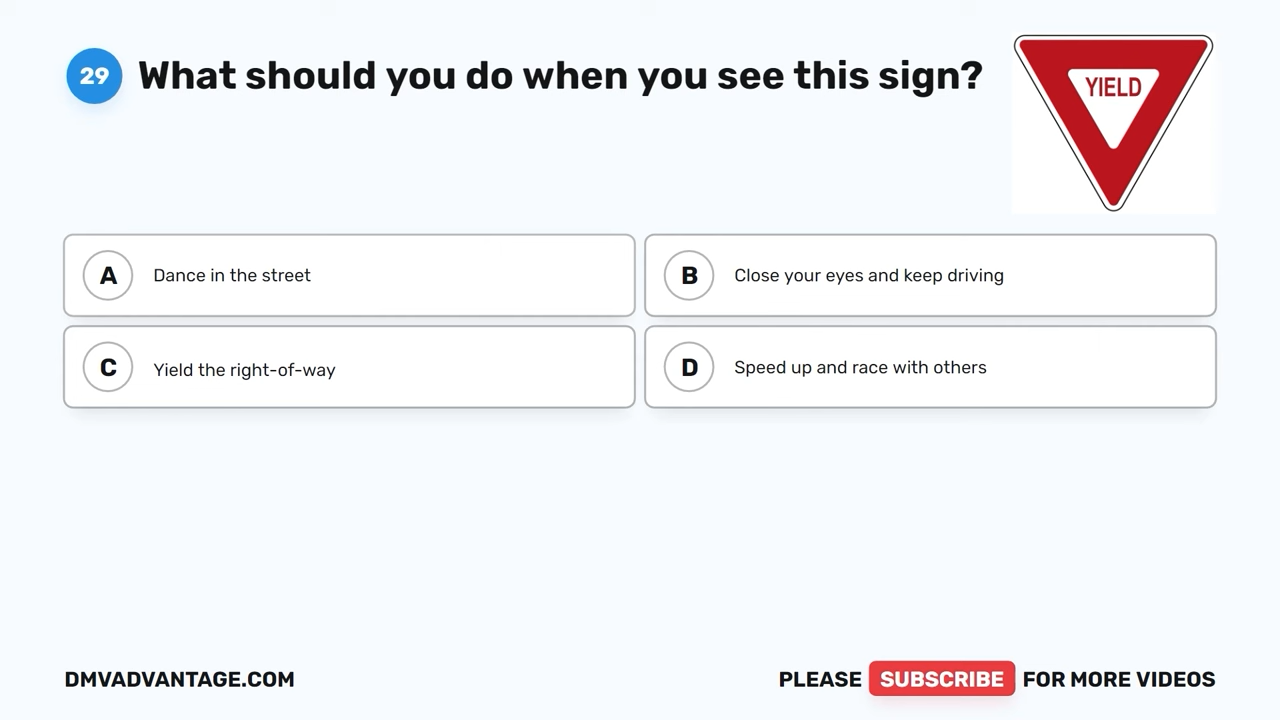 29 What should you do when you see this sign?
YIELD
A Dance in the street
B Close your eyes and keep driving
C Yield the right-of-way
D Speed up and race with others
DMVADVANTAGE.COM
PLEASE SUBSCRIBE FOR MORE VIDEOS